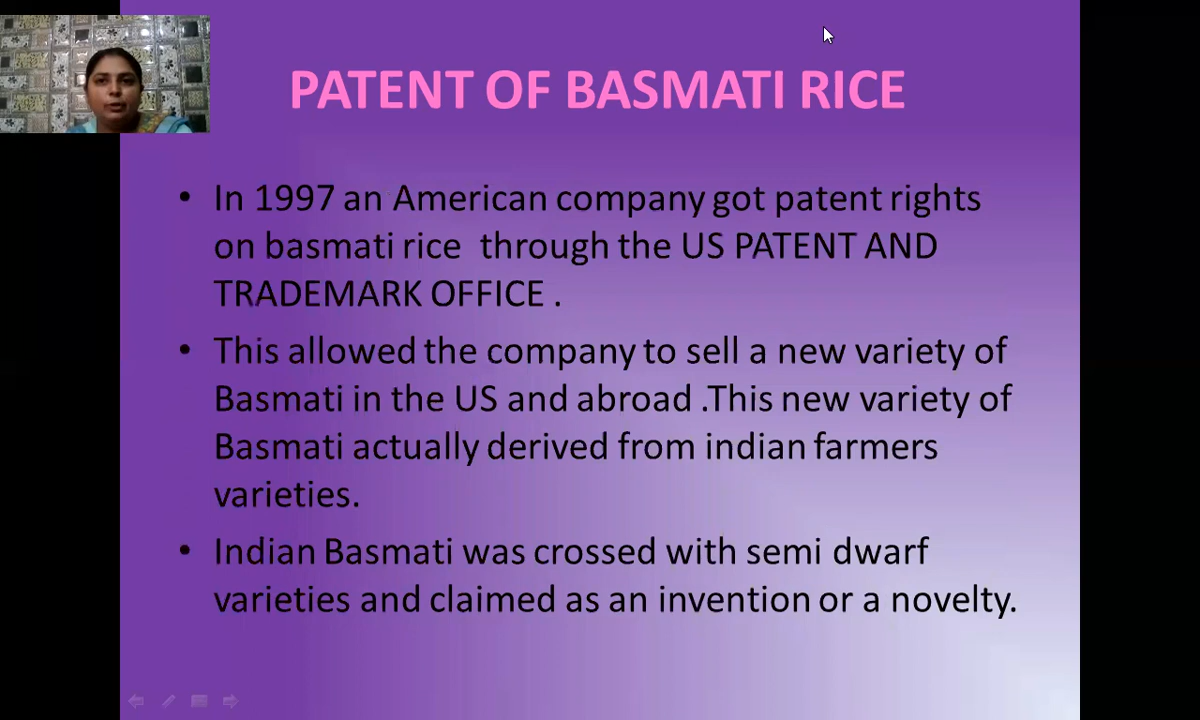 PATENT OF BASMATI RICE
• In 1997 an American company got patent rights
on basmati rice through the US PATENT AND
TRADEMARK OFFICE .
• This allowed the company to sell a new variety of
Basmati in the US and abroad .This new variety of
Basmati actually derived from indian farmers
varieties.
• Indian Basmati was crossed with semi dwarf
varieties and claimed as an invention or a novelty.